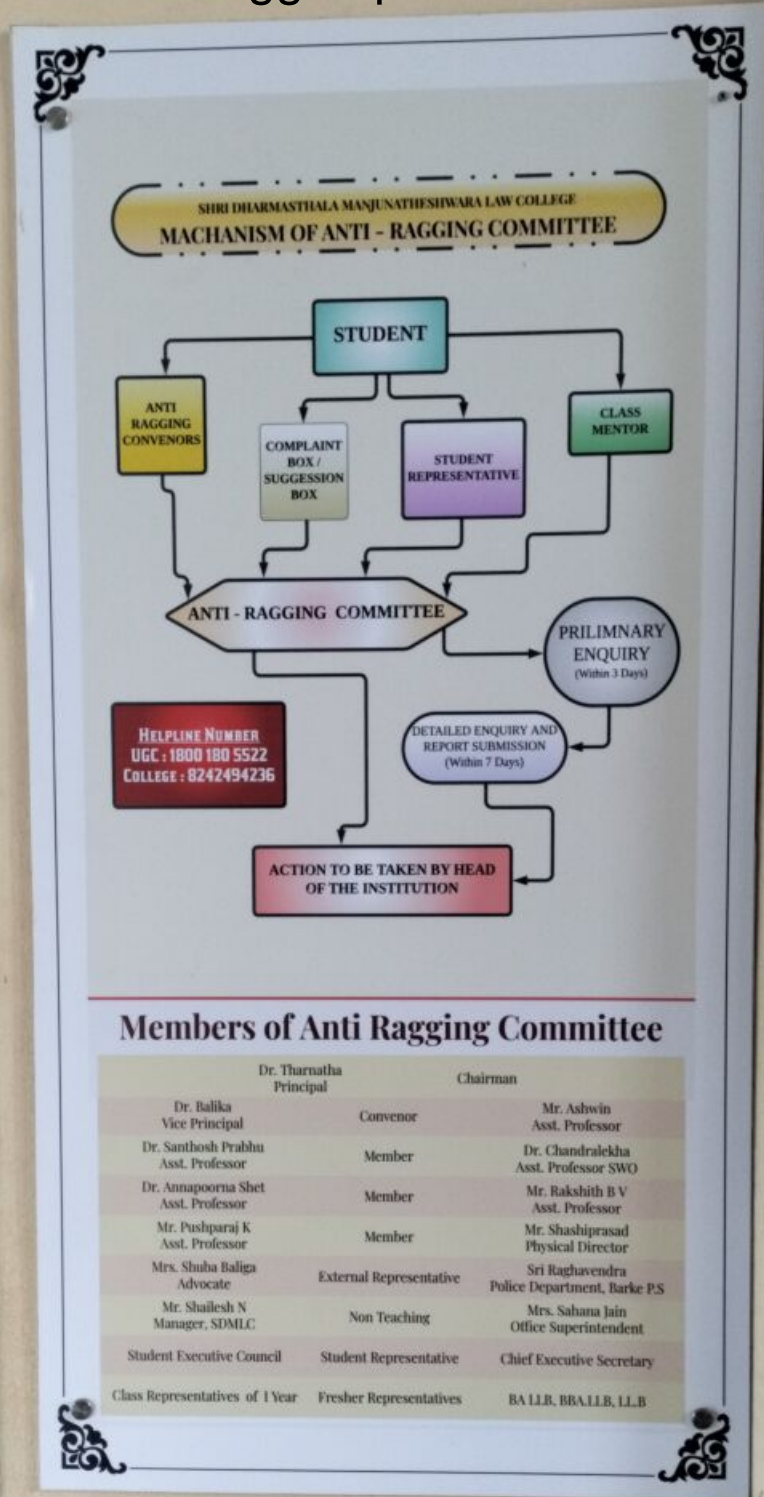 SHRI DHARMASTHALA MANJUNATHESHWARA LAW COLLEGE
MACHANISM OF ANTI - RAGGING COMMITTEE
STUDENT
ANTI
RAGGING
CONVENORS
COMPLAINT
BOX /
SUGGESSION
BOX
STUDENT
REPRESENTATIVE
CLASS
MENTOR
ANTI - RAGGING COMMITTEE
PRILIMNARY
ENQUIRY
(Within 3 Days)
HELPLINE NUMBER
UGC : 1800 180 5522
COLLEGE : 8242494236
DETAILED ENQUIRY AND
REPORT SUBMISSION
(Within 7 Days)
ACTION TO BE TAKEN BY HEAD
OF THE INSTITUTION
Members of Anti Ragging Committee
Dr. Tharnatha
Principal
Chairman
Dr. Balika
Vice Principal
Convenor
Mr. Ashwin
Asst. Professor
Dr. Santhosh Prabhu
Asst. Professor
Member
Dr. Chandralekha
Asst. Professor SWO
Dr. Annapoorna Shet
Asst. Professor
Member
Mr. Rakshith B V
Asst. Professor
Mr. Pushparaj K
Asst. Professor
Member
Mr. Shashiprasad
Physical Director
Mrs. Shuba Baliga
Advocate
External Representative
Sri Raghavendra
Police Department, Barke P.S
Mr. Shailesh N
Manager, SDMLC
Non Teaching
Mrs. Sahana Jain
Office Superintendent
Student Executive Council
Student Representative
Chief Executive Secretary
Class Representatives of I Year
Fresher Representatives
BA LL.B, BBA.LL.B, LL.B